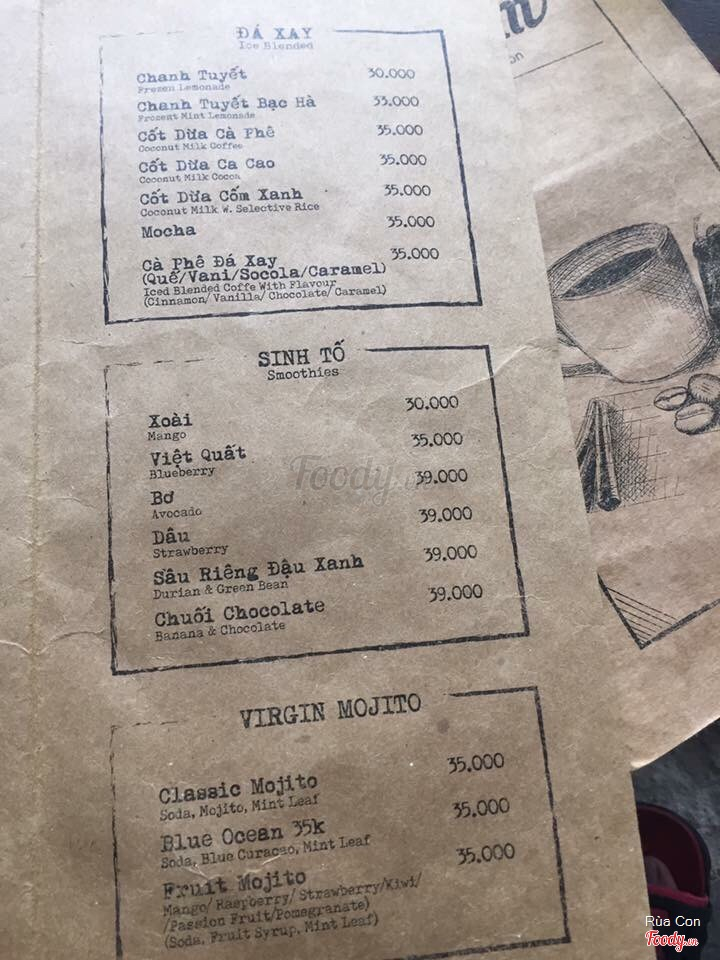 ĐÁ XAY
Ice Blended
Chanh Tuyết 30.000
Frozen Lemonade
Chanh Tuyết Bạc Hà 33.000
Frozent Mint Lemonade
Cốt Dừa Cà Phê 35.000
Coconut Milk Coffee
Cốt Dừa Ca Cao 35.000
Coconut Milk Cocoa
Cốt Dừa Cốm Xanh 35.000
Coconut Milk W. Selective Rice
Mocha 35.000
Cà Phê Đá Xay 35.000
(Quế/Vani/Socola/Caramel)
Iced Blended Coffe With Flavour
(Cinnamon/Vanilla/Chocolate/Caramel)
SINH TỐ
Smoothies
Xoài 30.000
Mango
Việt Quất 35.000
Blueberry
Bơ 39.000
Avocado
Dâu 39.000
Strawberry
Sầu Riêng Đậu Xanh 39.000
Durian & Green Bean
Chuối Chocolate 39.000
Banana & Chocolate
VIRGIN MOJITO
Classic Mojito 35.000
Soda, Mojito, Mint Leaf
Blue Ocean 35k 35.000
Soda, Blue Curacao, Mint Leaf
Fruit Mojito 35.000
Mango/Raspberry/Strawberry/Kiwi/
/Passion Fruit/Pomegranate)
(Soda, Fruit Syrup, Mint Leaf)
Rùa Con
Foody.vn